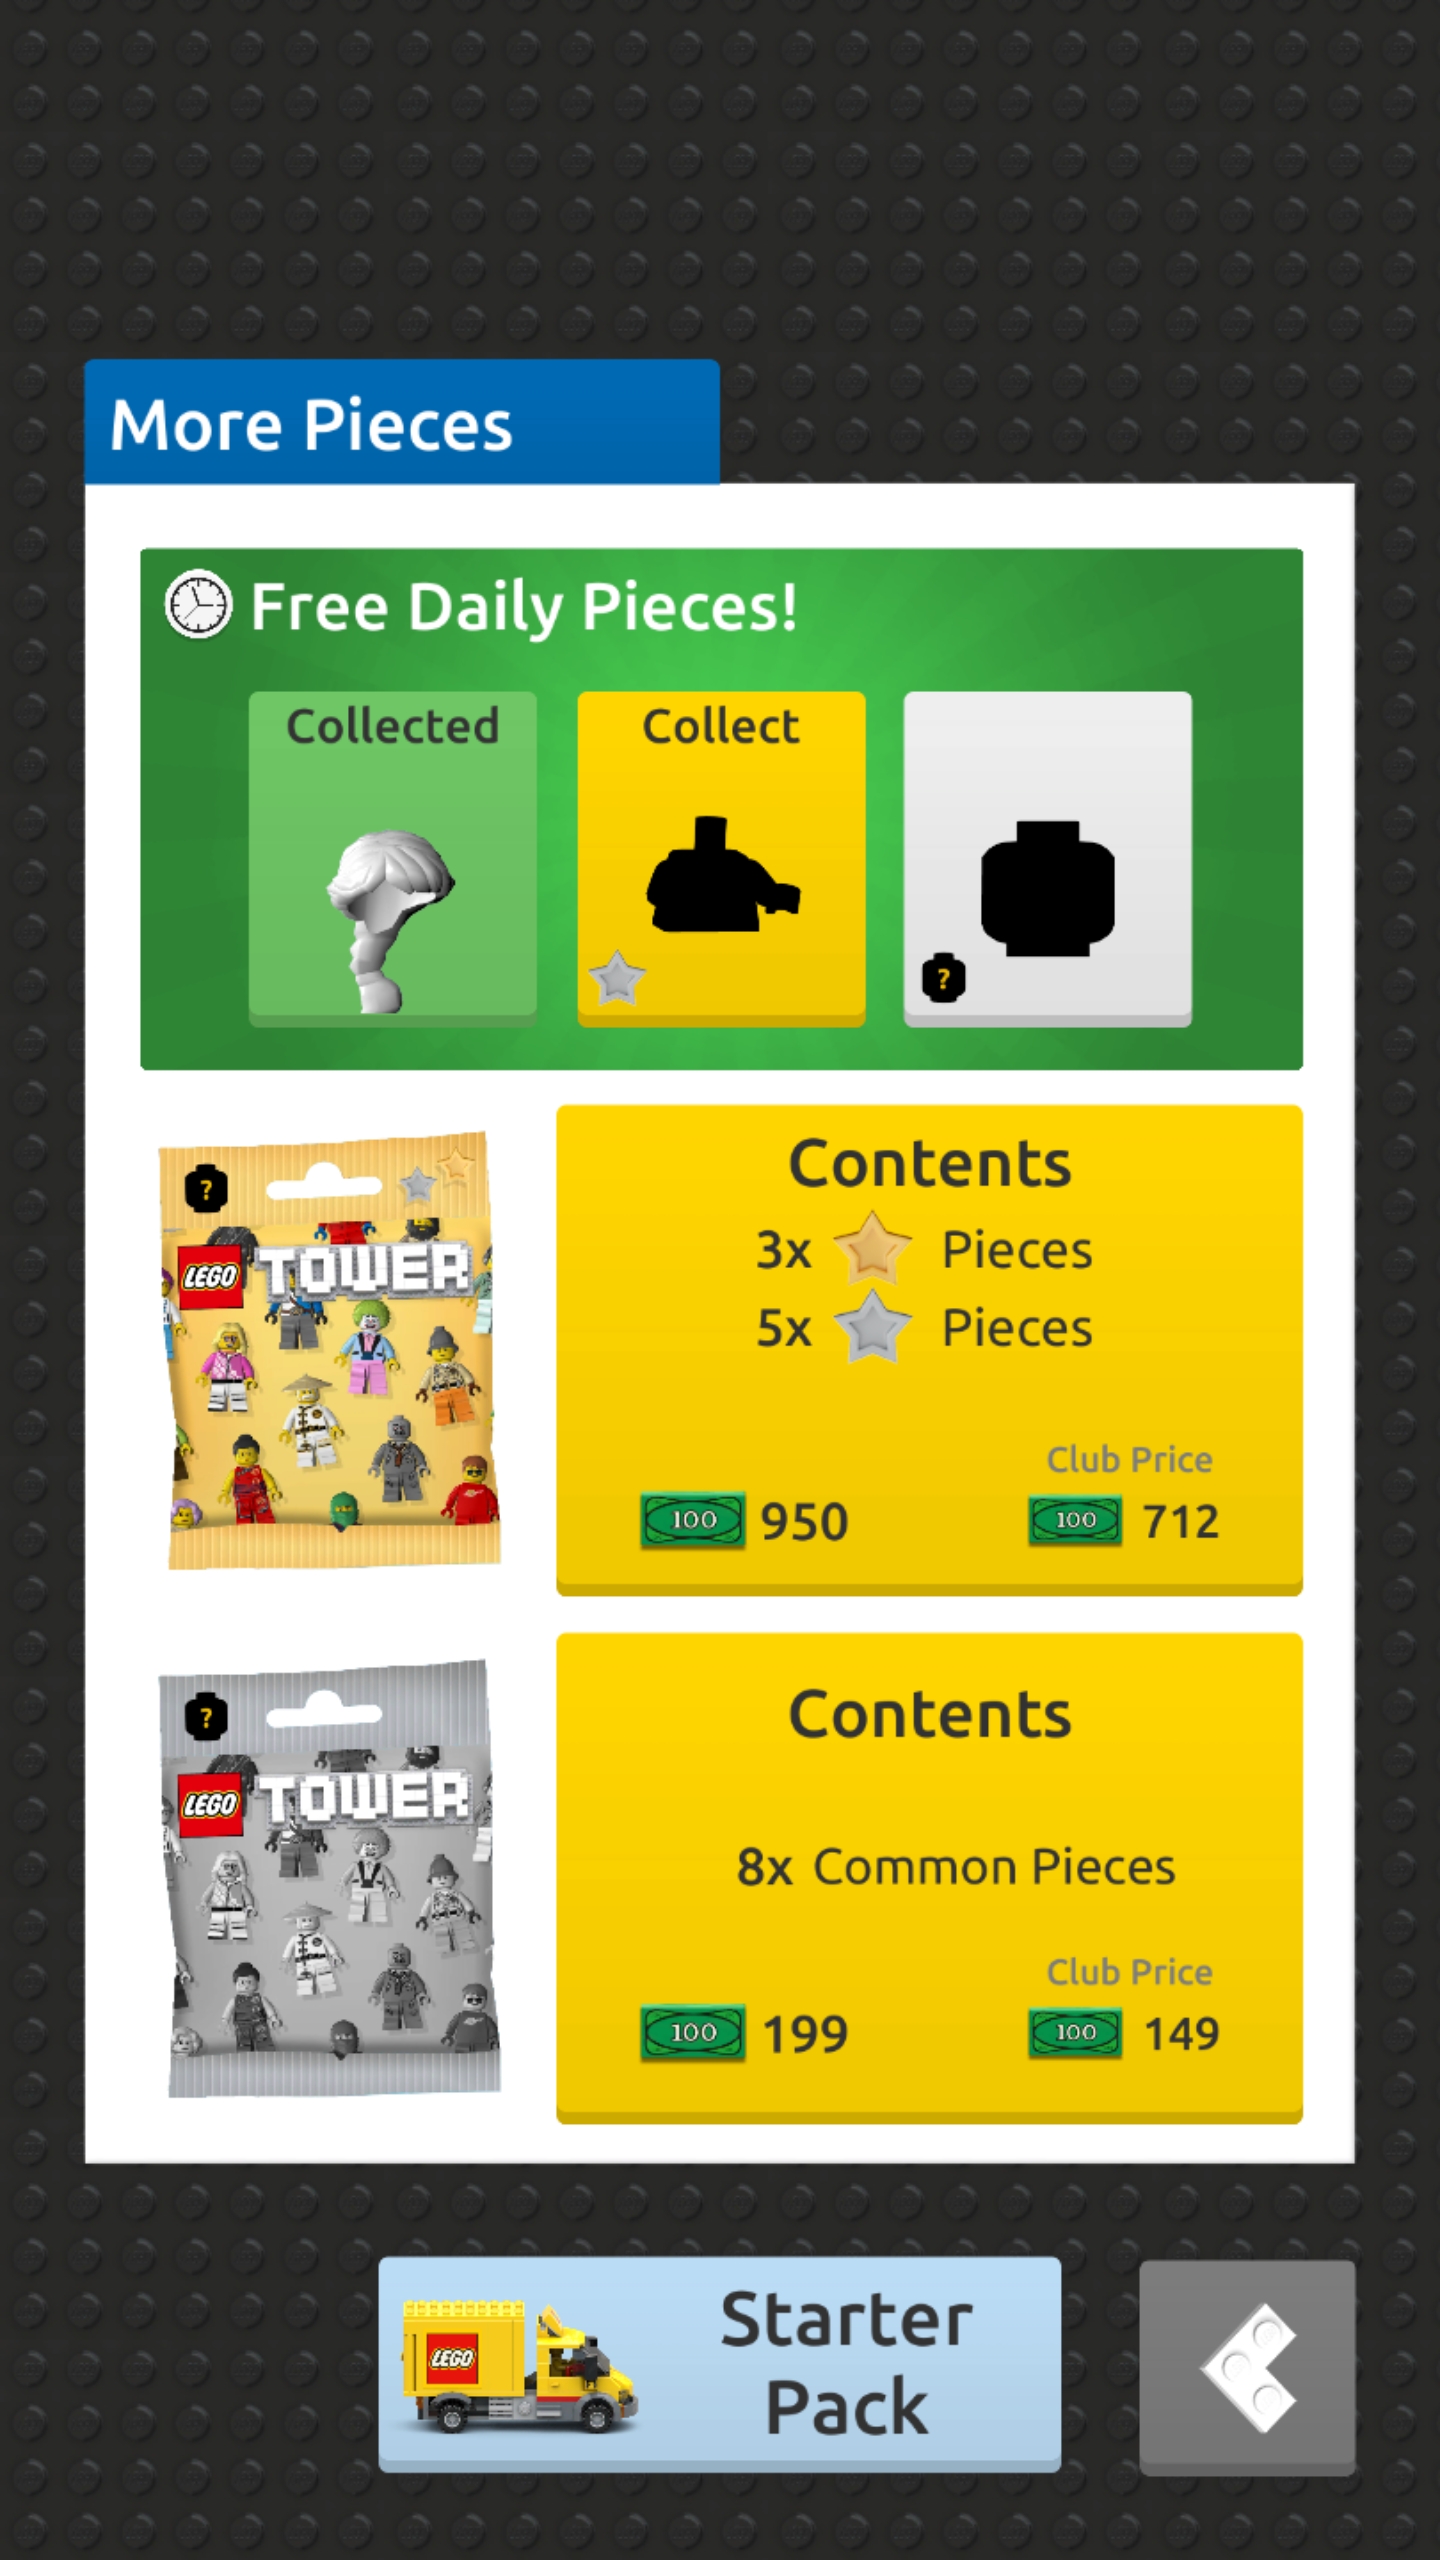 More Pieces
Free Daily Pieces!
Collected
Collect
?
?
LEGO TOWER
Contents
3x Pieces
5x Pieces
Club Price
100 950
100 712
?
LEGO TOWER
Contents
8x Common Pieces
Club Price
100 199
100 149
LEGO
Starter
Pack